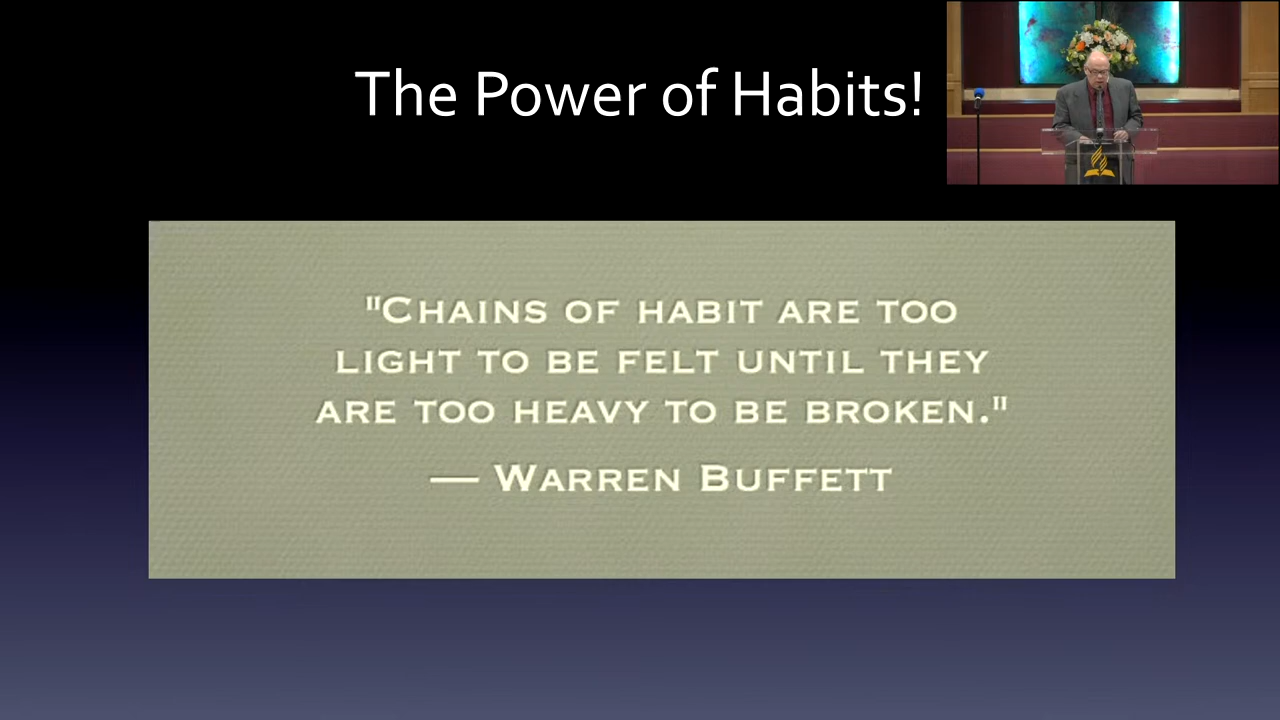 The Power of Habits!
"CHAINS OF HABIT ARE TOO
LIGHT TO BE FELT UNTIL THEY
ARE TOO HEAVY TO BE BROKEN."
— WARREN BUFFETT